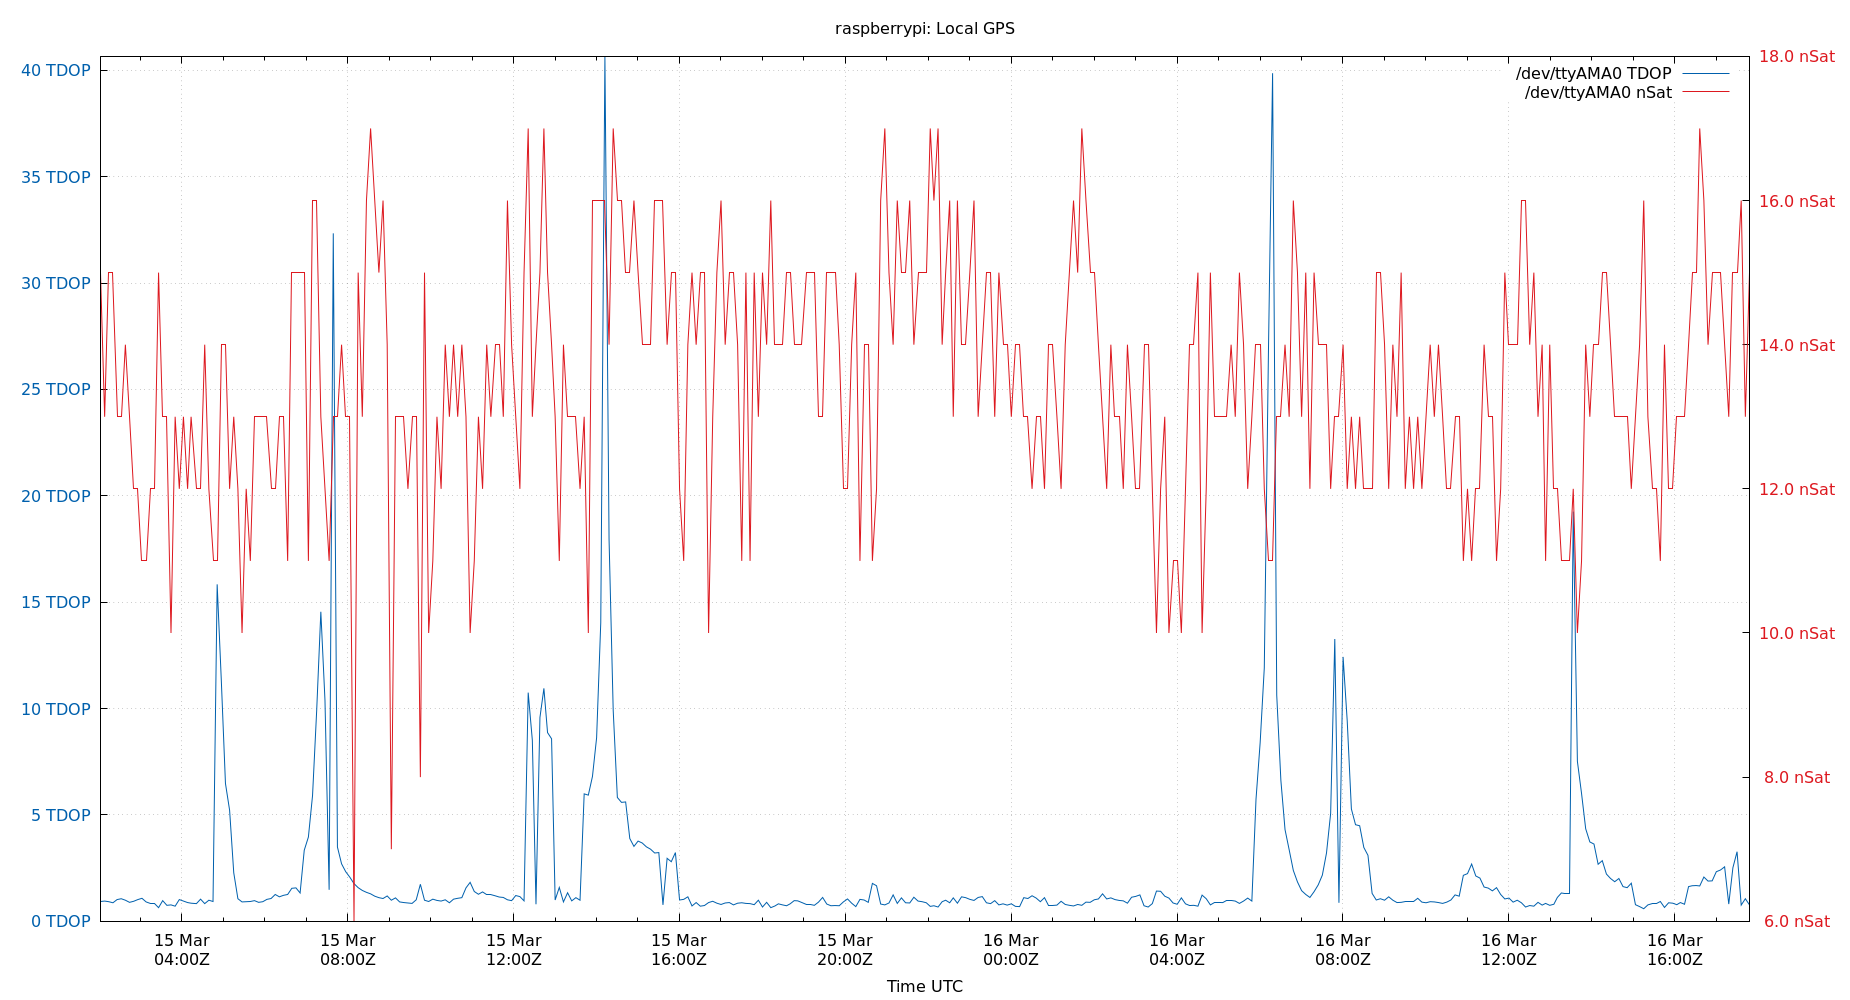 raspberrypi: Local GPS
40 TDOP
35 TDOP
30 TDOP
25 TDOP
20 TDOP
15 TDOP
10 TDOP
5 TDOP
0 TDOP
18.0 nSat
16.0 nSat
14.0 nSat
12.0 nSat
10.0 nSat
8.0 nSat
6.0 nSat
/dev/ttyAMA0 TDOP
/dev/ttyAMA0 nSat
15 Mar
04:00Z
15 Mar
08:00Z
15 Mar
12:00Z
15 Mar
16:00Z
15 Mar
20:00Z
16 Mar
00:00Z
16 Mar
04:00Z
16 Mar
08:00Z
16 Mar
12:00Z
16 Mar
16:00Z
Time UTC